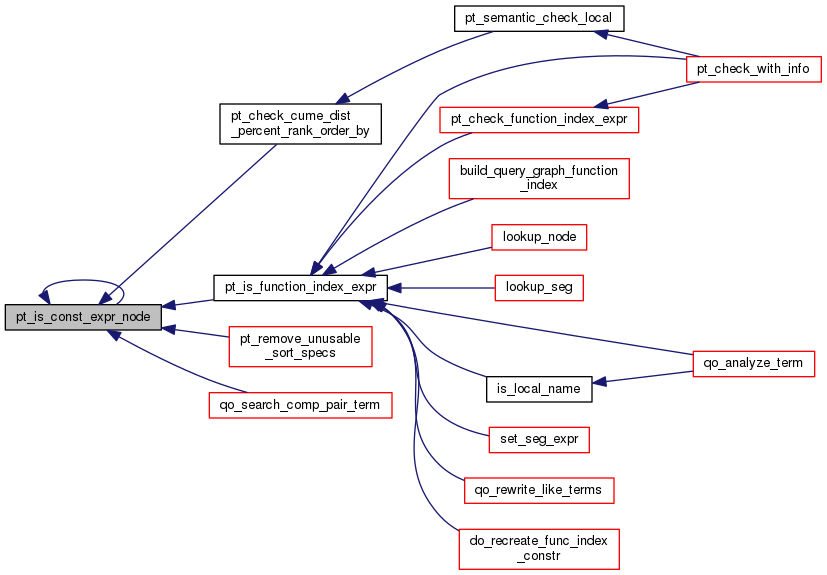 pt_semantic_check_local
pt_check_with_info
pt_check_cume_dist
_percent_rank_order_by
pt_check_function_index_expr
build_query_graph_function
_index
lookup_node
pt_is_function_index_expr
lookup_seg
pt_is_const_expr_node
pt_remove_unusable
_sort_specs
qo_analyze_term
is_local_name
qo_search_comp_pair_term
set_seg_expr
qo_rewrite_like_terms
do_recreate_func_index
_constr